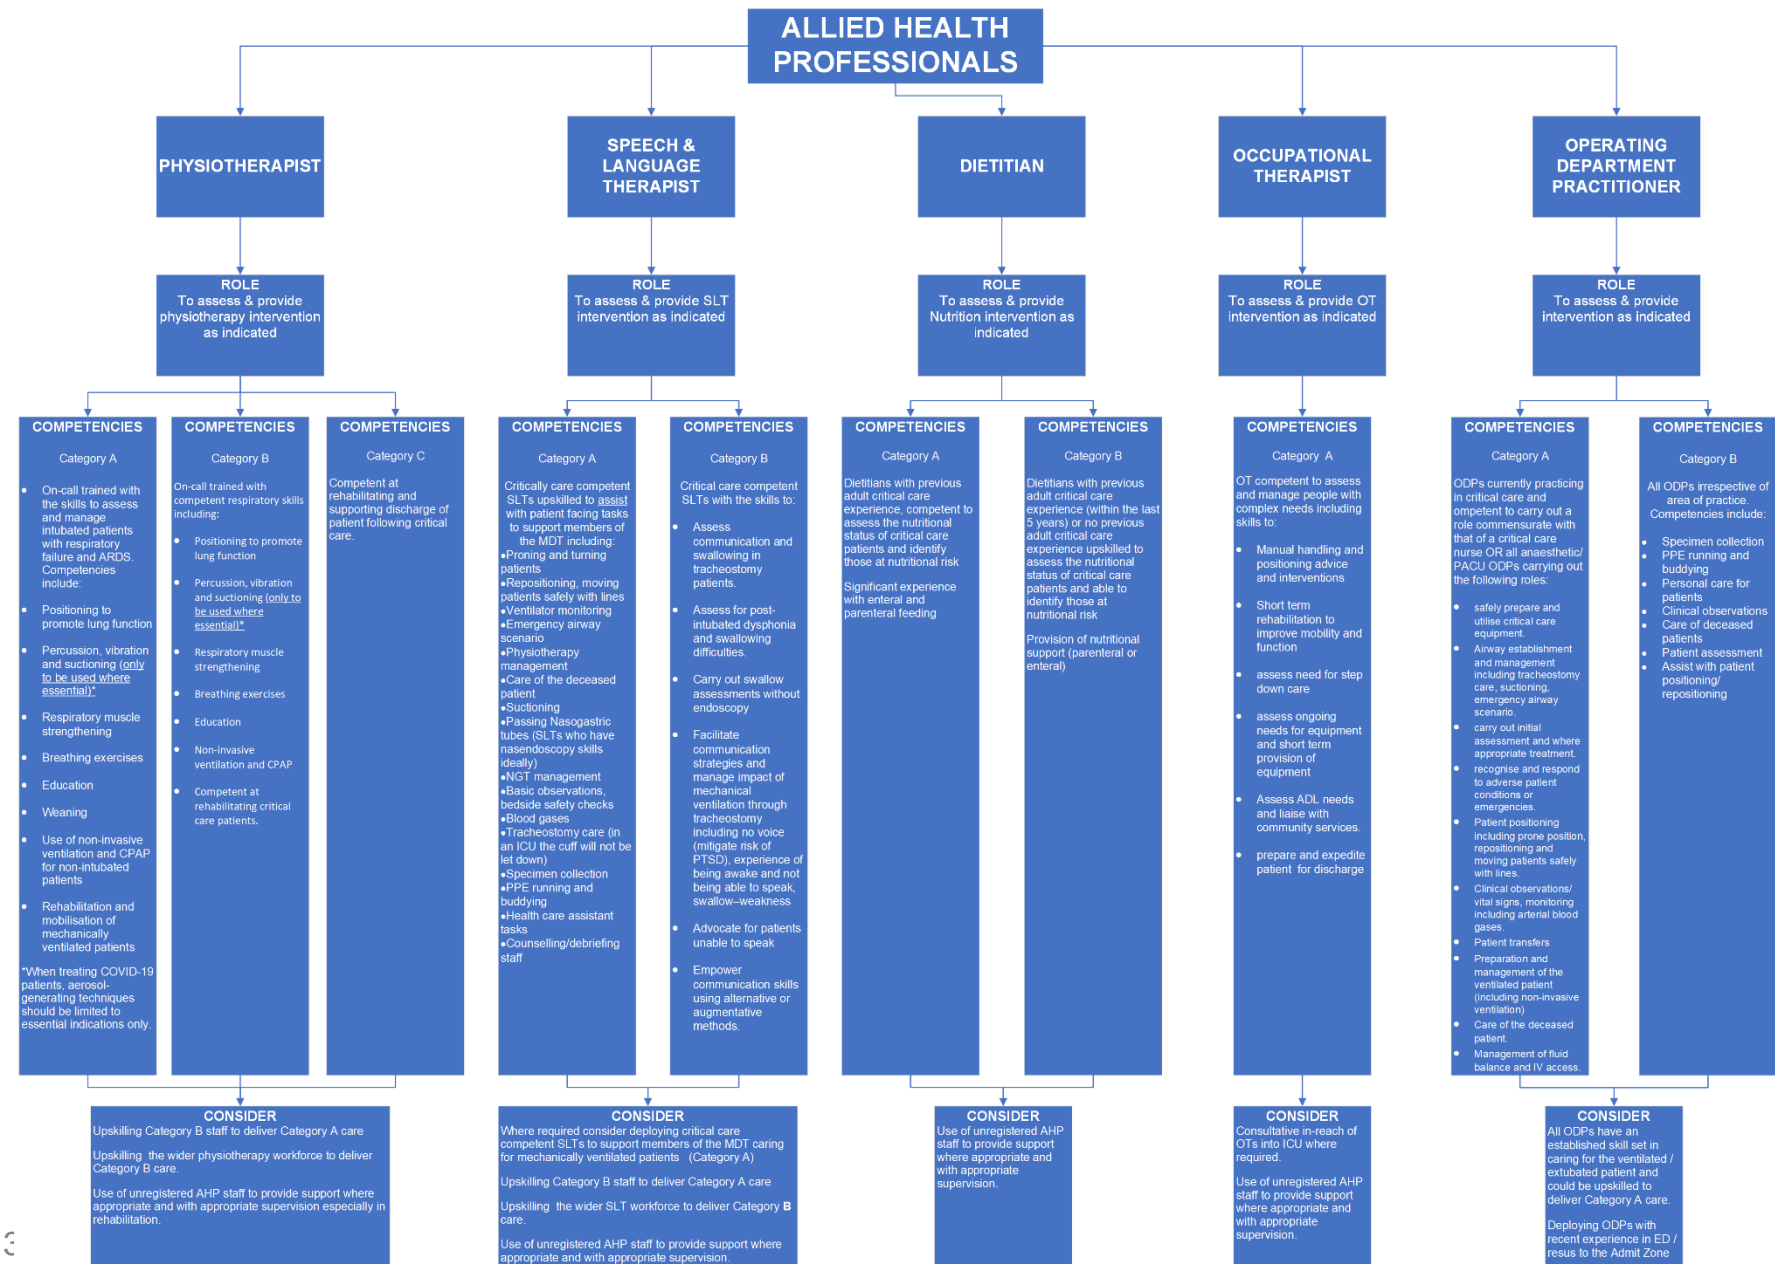 ALLIED HEALTH
PROFESSIONALS
PHYSIOTHERAPIST
SPEECH &
LANGUAGE
THERAPIST
DIETITIAN
OCCUPATIONAL
THERAPIST
OPERATING
DEPARTMENT
PRACTITIONER
ROLE
To assess & provide
physiotherapy intervention
as indicated
ROLE
To assess & provide SLT
intervention as indicated
ROLE
To assess & provide
Nutrition intervention as
indicated
ROLE
To assess & provide OT
intervention as indicated
ROLE
To assess & provide
intervention as indicated
COMPETENCIES
Category A
• On-call trained with
the skills to assess
and manage
intubated patients
with respiratory
failure and ARDS.
Competencies
include:
• Positioning to
promote lung function
• Percussion, vibration
and suctioning (only
to be used where
essential)*
• Respiratory muscle
strengthening
• Breathing exercises
• Education
• Weaning
• Use of non-invasive
ventilation and CPAP
for non-intubated
patients
• Rehabilitation and
mobilisation of
mechanically
ventilated patients
*When treating COVID-19
patients, aerosol-
generating techniques
should be limited to
essential indications only.
COMPETENCIES
Category B
On-call trained with
competent respiratory skills
including:
• Positioning to promote
lung function
• Percussion, vibration
and suctioning (only to
be used where
essential)*
• Respiratory muscle
strengthening
• Breathing exercises
• Education
• Non-invasive
ventilation and CPAP
• Competent at
rehabilitating critical
care patients.
COMPETENCIES
Category C
Competent at
rehabilitating and
supporting discharge of
patient following critical
care.
COMPETENCIES
Category A
Critically care competent
SLTs upskilled to assist
with patient facing tasks
to support members of
the MDT including:
•Proning and turning
patients
•Repositioning, moving
patients safely with lines
•Ventilator monitoring
•Emergency airway
scenario
•Physiotherapy
management
•Care of the deceased
patient
•Suctioning
•Passing Nasogastric
tubes (SLTs who have
nasendoscopy skills
ideally)
•NGT management
•Basic observations,
bedside safety checks
•Blood gases
•Tracheostomy care (in
an ICU the cuff will not be
let down)
•Specimen collection
•PPE running and
buddying
•Health care assistant
tasks
•Counselling/debriefing
staff
COMPETENCIES
Category B
Critical care competent
SLTs with the skills to:
• Assess
communication and
swallowing in
tracheostomy
patients.
• Assess for post-
intubated dysphonia
and swallowing
difficulties.
• Carry out swallow
assessments without
endoscopy
• Facilitate
communication
strategies and
manage impact of
mechanical
ventilation through
tracheostomy
including no voice
(mitigate risk of
PTSD), experience of
being awake and not
being able to speak,
swallow–weakness
• Advocate for patients
unable to speak
• Empower
communication skills
using alternative or
augmentative
methods.
COMPETENCIES
Category A
Dietitians with previous
adult critical care
experience, competent to
assess the nutritional
status of critical care
patients and identify
those at nutritional risk
Significant experience
with enteral and
parenteral feeding
COMPETENCIES
Category B
Dietitians with previous
adult critical care
experience (within the last
5 years) or no previous
adult critical care
experience upskilled to
assess the nutritional
status of critical care
patients and able to
identify those at
nutritional risk
Provision of nutritional
support (parenteral or
enteral)
COMPETENCIES
Category A
OT competent to assess
and manage people with
complex needs including
skills to:
• Manual handling and
positioning advice
and interventions
• Short term
rehabilitation to
improve mobility and
function
• assess need for step
down care
• assess ongoing
needs for equipment
and short term
provision of
equipment
• Assess ADL needs
and liaise with
community services.
• prepare and expedite
patient for discharge
COMPETENCIES
Category A
ODPs currently practicing
in critical care and
ompetent to carry out a
role commensurate with
that of a critical care
nurse OR all anaesthetic/
PACU ODPs carrying out
the following roles:
• safely prepare and
utilise critical care
equipment.
• Airway establishment
and management
including tracheostomy
care, suctioning,
emergency airway
scenario.
• carry out initial
assessment and where
appropriate treatment.
• recognise and respond
to adverse patient
conditions or
emergencies.
• Patient positioning
including prone position,
repositioning and
moving patients safely
with lines.
• Clinical observations/
vital signs, monitoring
including arterial blood
gases.
• Patient transfers
• Preparation and
management of the
ventilated patient
(including non-invasive
ventilation)
• Care of the deceased
patient.
• Management of fluid
balance and IV access.
COMPETENCIES
Category B
All ODPs irrespective of
area of practice.
Competencies include:
• Specimen collection
• PPE running and
buddying
• Personal care for
patients
• Clinical observations
• Care of deceased
patients
• Patient assessment
• Assist with patient
positioning/
repositioning
CONSIDER
Upskilling Category B staff to deliver Category A care
Upskilling the wider physiotherapy workforce to deliver
Category B care.
Use of unregistered AHP staff to provide support where
appropriate and with appropriate supervision especially in
rehabilitation.
CONSIDER
Where required consider deploying critical care
competent SLTs to support members of the MDT caring
for mechanically ventilated patients (Category A)
Upskilling Category B staff to deliver Category A care
Upskilling the wider SLT workforce to deliver Category B
care.
Use of unregistered AHP staff to provide support where
appropriate and with appropriate supervision.
CONSIDER
Use of unregistered AHP
staff to provide support
where appropriate and
with appropriate
supervision.
CONSIDER
Consultative in-reach of
OTs into ICU where
required.
Use of unregistered AHP
staff to provide support
where appropriate and
with appropriate
supervision.
CONSIDER
All ODPs have an
established skill set in
caring for the ventilated /
extubated patient and
could be upskilled to
deliver Category A care.
Deploying ODPs with
recent experience in ED /
resus to the Admit Zone